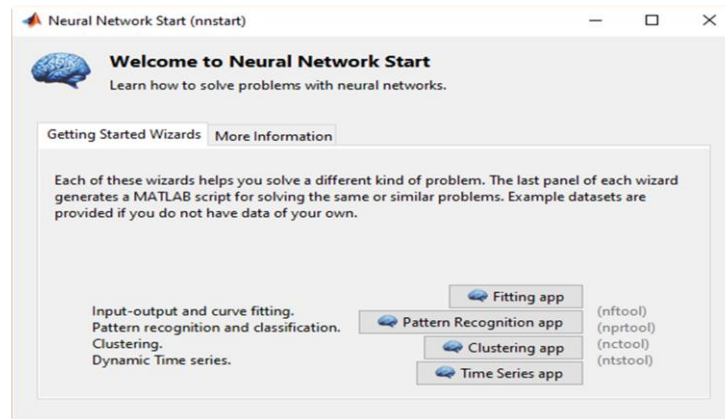 Neural Network Start (nnstart)
Welcome to Neural Network Start
Learn how to solve problems with neural networks.
Getting Started Wizards More Information
Each of these wizards helps you solve a different kind of problem. The last panel of each wizard
generates a MATLAB script for solving the same or similar problems. Example datasets are
provided if you do not have data of your own.
Input-output and curve fitting. Fitting app (nftool)
Pattern recognition and classification. Pattern Recognition app (nprtool)
Clustering. Clustering app (nctool)
Dynamic Time series. Time Series app (ntstool)